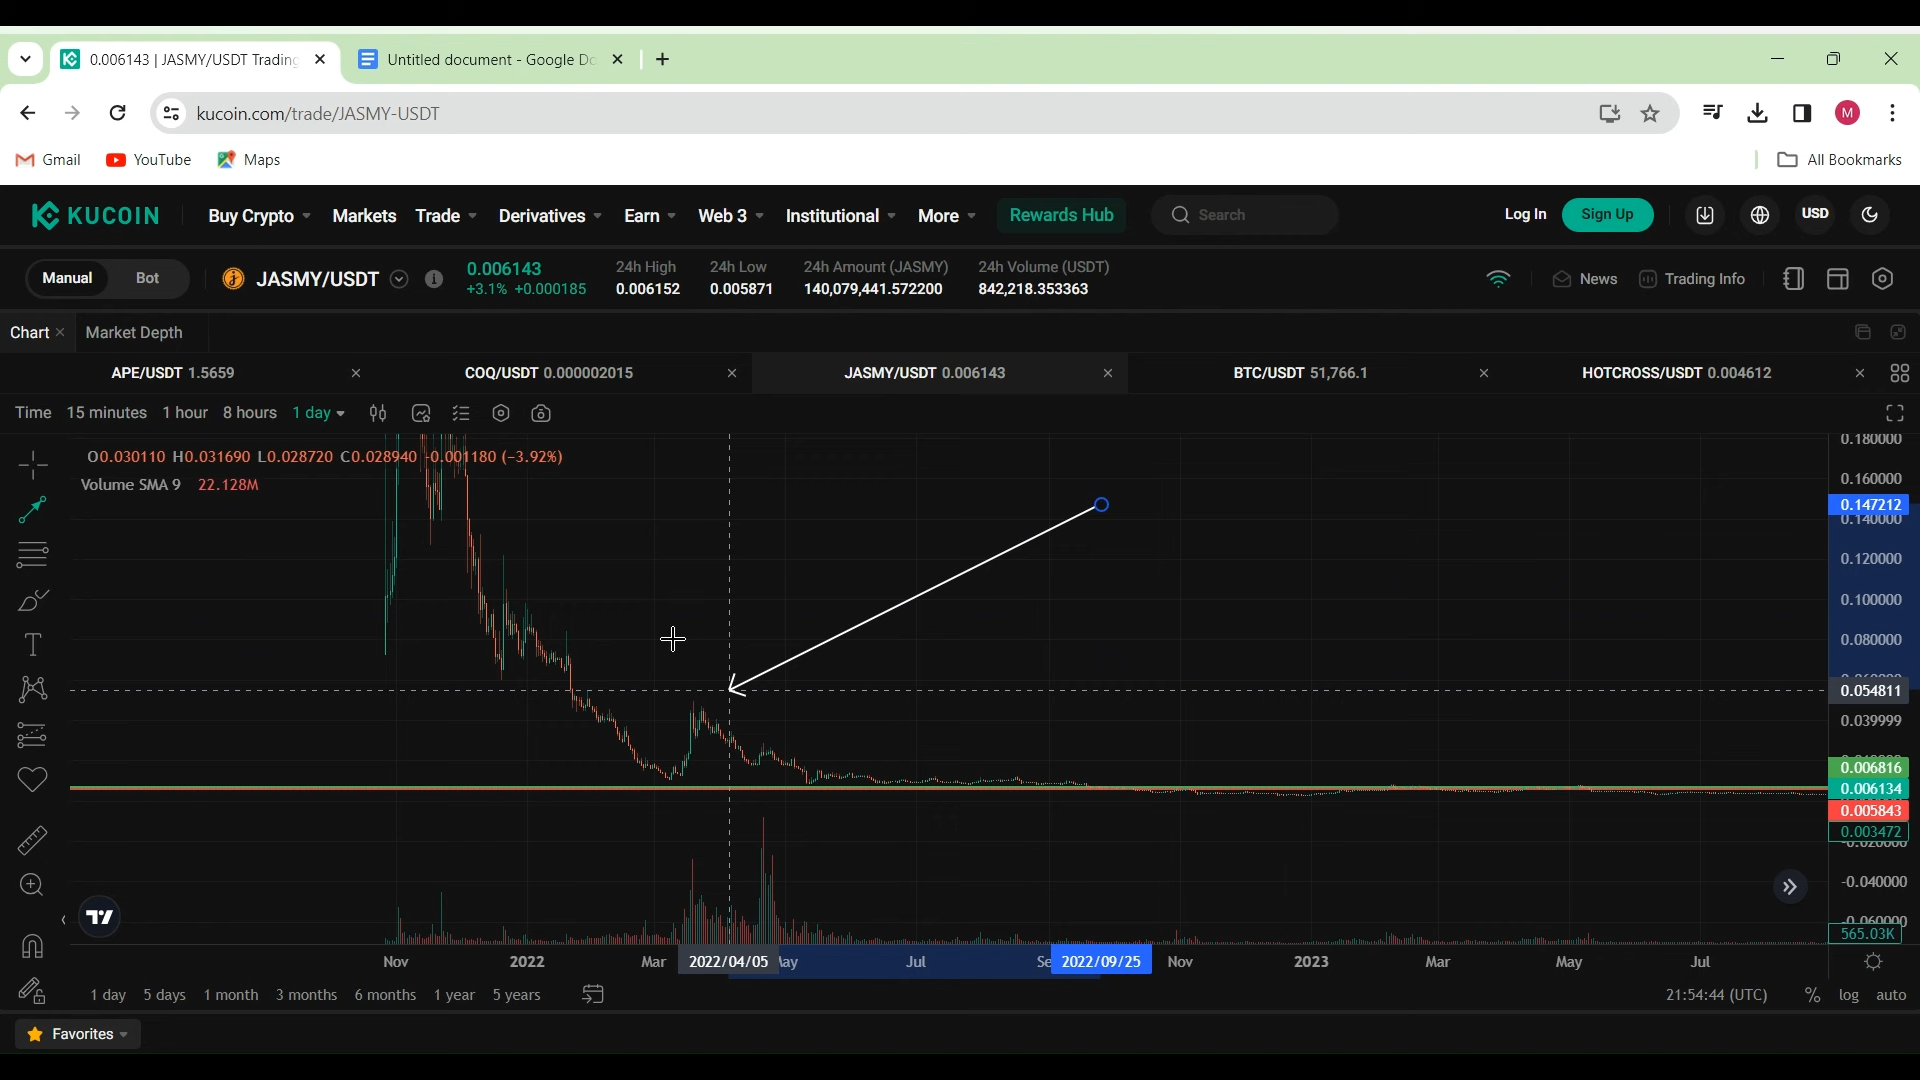 0.006143 | JASMY/USDT Trading
Untitled document - Google Do
kucoin.com/trade/JASMY-USDT
M
Gmail YouTube Maps All Bookmarks
KUCOIN Buy Crypto Markets Trade Derivatives Earn Web 3 Institutional More Rewards Hub Search Log In Sign Up USD
Manual Bot JASMY/USDT 0.006143 24h High 24h Low 24h Amount (JASMY) 24h Volume (USDT) News Trading Info
+3.1% +0.000185 0.006152 0.005871 140,079,441.572200 842,218.353363
Chart Market Depth
APE/USDT 1.5659 COQ/USDT 0.000002015 JASMY/USDT 0.006143 BTC/USDT 51,766.1 HOTCROSS/USDT 0.004612
Time 15 minutes 1 hour 8 hours 1 day
0.180000
O0.030110 H0.031690 L0.028720 C0.028940 -0.001180 (-3.92%)
Volume SMA 9 22.128M
0.160000
0.147212
0.140000
0.120000
0.100000
0.080000
0.054811
0.039999
0.006816
0.006134
0.005843
0.003472
-0.020000
-0.040000
-0.060000
565.03K
Nov 2022 Mar 2022/04/05 May Jul Se 2022/09/25 Nov 2023 Mar May Jul
1 day 5 days 1 month 3 months 6 months 1 year 5 years 21:54:44 (UTC) % log auto
Favorites